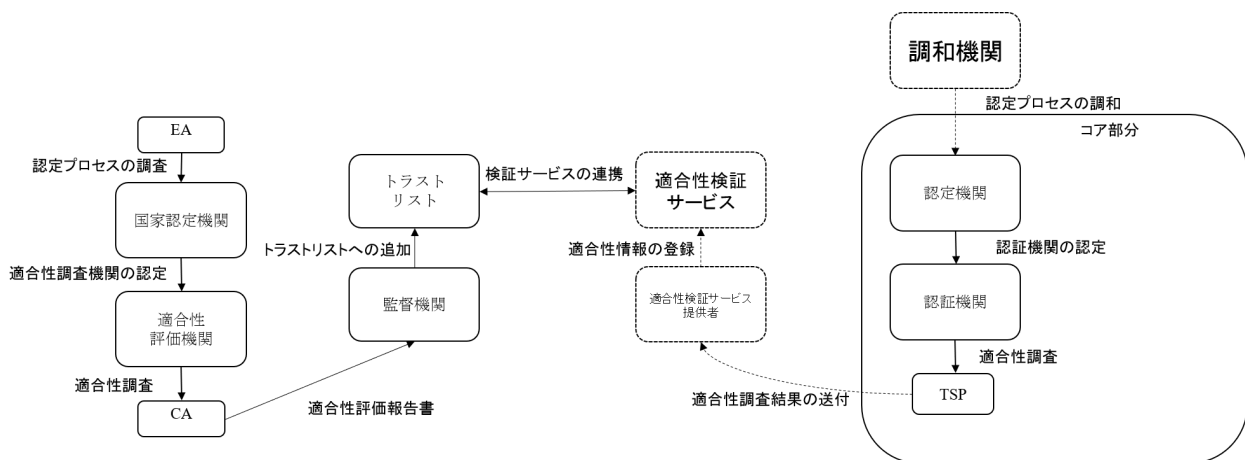 EA
認定プロセスの調査
国家認定機関
適合性調査機関の認定
適合性
評価機関
適合性調査
CA
適合性評価報告書
監督機関
トラストリストへの追加
トラスト
リスト
検証サービスの連携
適合性検証
サービス
適合性情報の登録
適合性検証サービス
提供者
適合性調査結果の送付
調和機関
認定プロセスの調和
コア部分
認定機関
認証機関の認定
認証機関
適合性調査
TSP